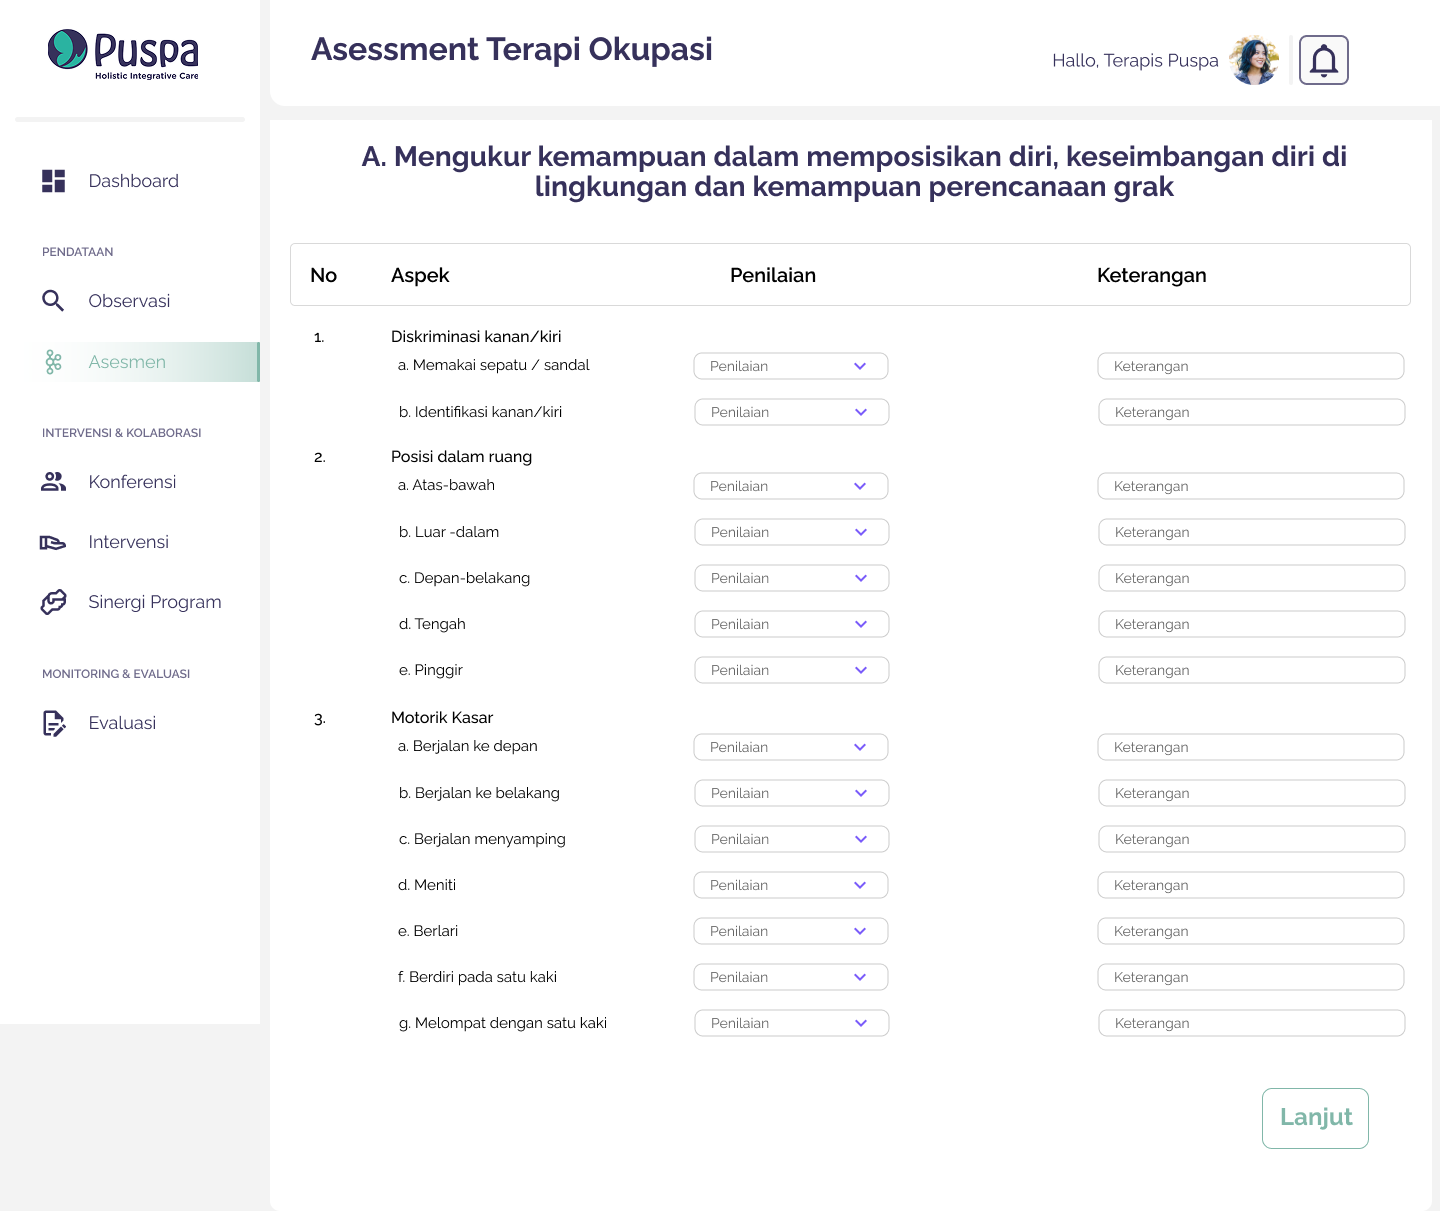 Puspa
Holistic Integrative Care
Asessment Terapi Okupasi
Hallo, Terapis Puspa
Dashboard
PENDATAAN
Observasi
Asesmen
INTERVENSI & KOLABORASI
Konferensi
Intervensi
Sinergi Program
MONITORING & EVALUASI
Evaluasi
A. Mengukur kemampuan dalam memposisikan diri, keseimbangan diri di
lingkungan dan kemampuan perencanaan grak
No Aspek Penilaian Keterangan
1. Diskriminasi kanan/kiri
a. Memakai sepatu / sandal Penilaian Keterangan
b. Identifikasi kanan/kiri Penilaian Keterangan
2. Posisi dalam ruang
a. Atas-bawah Penilaian Keterangan
b. Luar -dalam Penilaian Keterangan
c. Depan-belakang Penilaian Keterangan
d. Tengah Penilaian Keterangan
e. Pinggir Penilaian Keterangan
3. Motorik Kasar
a. Berjalan ke depan Penilaian Keterangan
b. Berjalan ke belakang Penilaian Keterangan
c. Berjalan menyamping Penilaian Keterangan
d. Meniti Penilaian Keterangan
e. Berlari Penilaian Keterangan
f. Berdiri pada satu kaki Penilaian Keterangan
g. Melompat dengan satu kaki Penilaian Keterangan
Lanjut